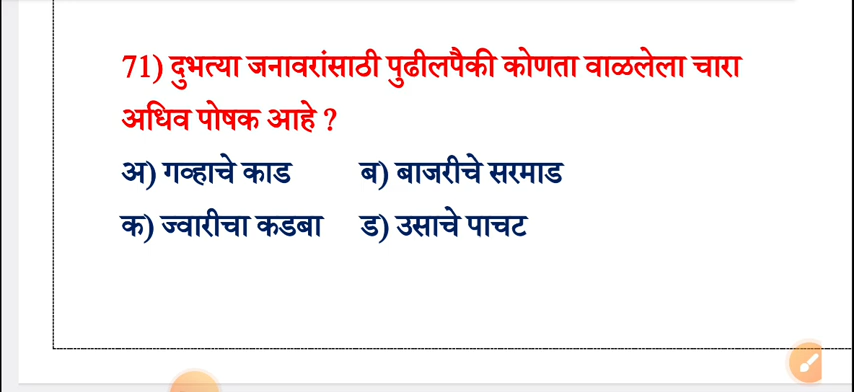 71) दुभत्या जनावरांसाठी पुढीलपैकी कोणता वाळलेला चारा
अधिव पोषक आहे ?
अ) गव्हाचे काड ब) बाजरीचे सरमाड
क) ज्वारीचा कडबा ड) उसाचे पाचट